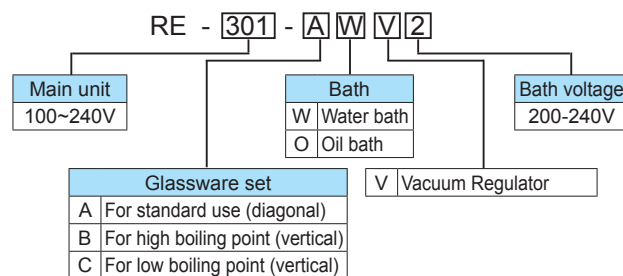 RE - 301 - A W V 2
Main unit
100~240V
Bath
W Water bath
O Oil bath
Bath voltage
200-240V
Glassware set
A For standard use (diagonal)
B For high boiling point (vertical)
C For low boiling point (vertical)
V Vacuum Regulator